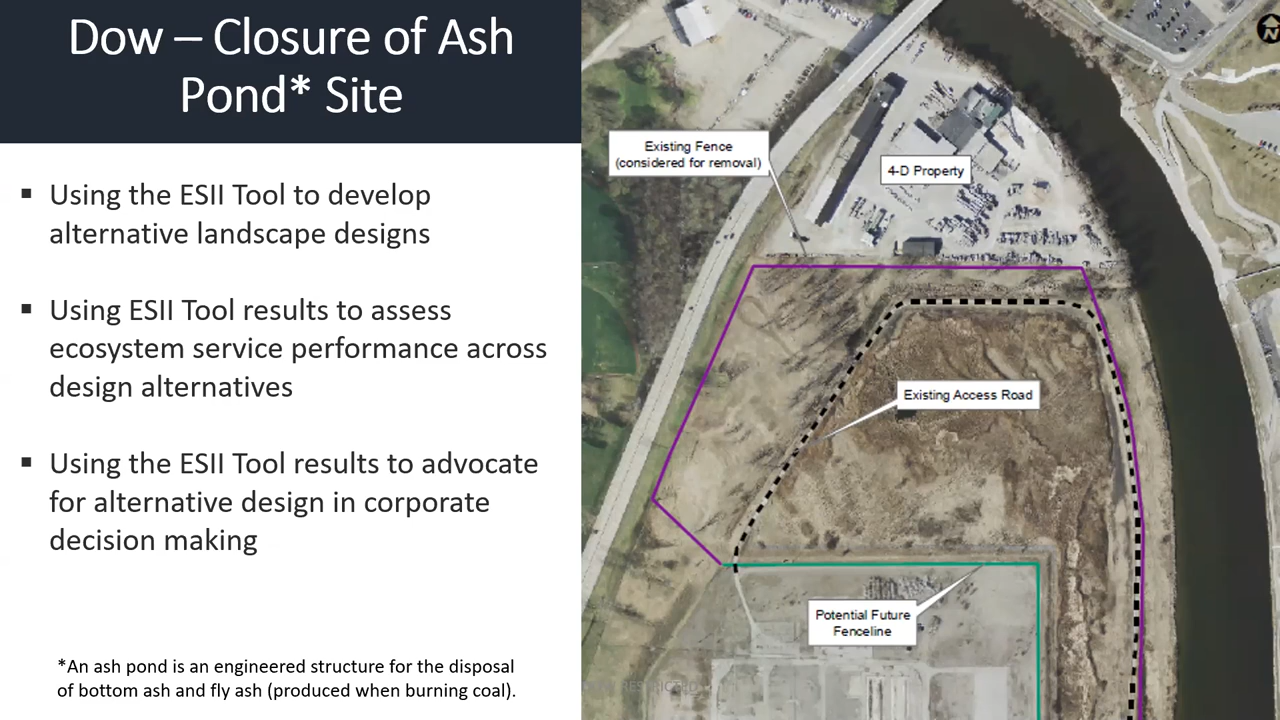 Dow – Closure of Ash
Pond* Site
▪ Using the ESII Tool to develop
alternative landscape designs
▪ Using ESII Tool results to assess
ecosystem service performance across
design alternatives
▪ Using the ESII Tool results to advocate
for alternative design in corporate
decision making
*An ash pond is an engineered structure for the disposal
of bottom ash and fly ash (produced when burning coal).
N
Existing Fence
(considered for removal)
4-D Property
Existing Access Road
Potential Future
Fenceline
RESTRICTED